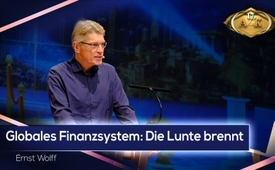 Globales Finanzsystem: Die Lunte brennt
Ernst Wolff